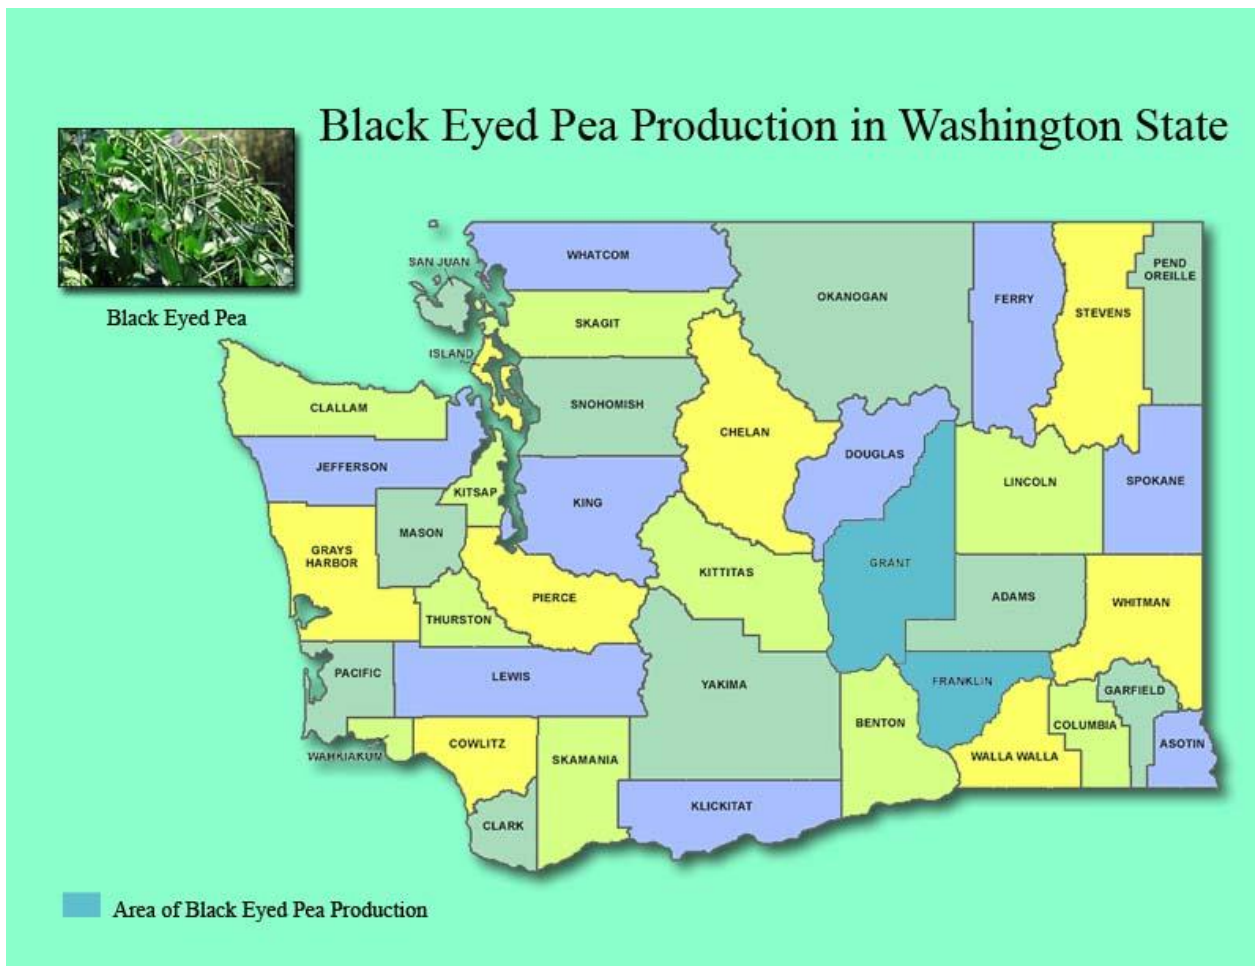 Black Eyed Pea Production in Washington State
Black Eyed Pea
SAN JUAN
WHATCOM
OKANOGAN
FERRY
STEVENS
PEND
OREILLE
SKAGIT
ISLAND
CLALLAM
SNOHOMISH
CHELAN
DOUGLAS
JEFFERSON
KITSAP
KING
LINCOLN
SPOKANE
MASON
GRAYS
HARBOR
KITTITAS
GRANT
PIERCE
ADAMS
WHITMAN
THURSTON
PACIFIC
LEWIS
YAKIMA
FRANKLIN
GARFIELD
BENTON
COLUMBIA
WAHKIAKUM
COWLITZ
SKAMANIA
WALLA WALLA
ASOTIN
KLICKITAT
CLARK
Area of Black Eyed Pea Production